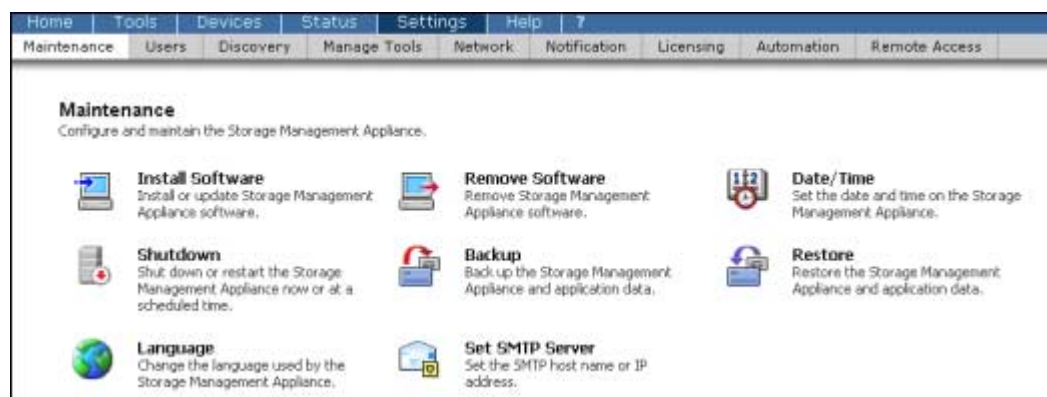 Home Tools Devices Status Settings Help ?
Maintenance Users Discovery Manage Tools Network Notification Licensing Automation Remote Access
Maintenance
Configure and maintain the Storage Management Appliance.
Install Software
Install or update Storage Management
Appliance software.
Remove Software
Remove Storage Management
Appliance software.
Date/Time
Set the date and time on the Storage
Management Appliance.
Shutdown
Shut down or restart the Storage
Management Appliance now or at a
scheduled time.
Backup
Back up the Storage Management
Appliance and application data.
Restore
Restore the Storage Management
Appliance and application data.
Language
Change the language used by the
Storage Management Appliance.
Set SMTP Server
Set the SMTP host name or IP
address.